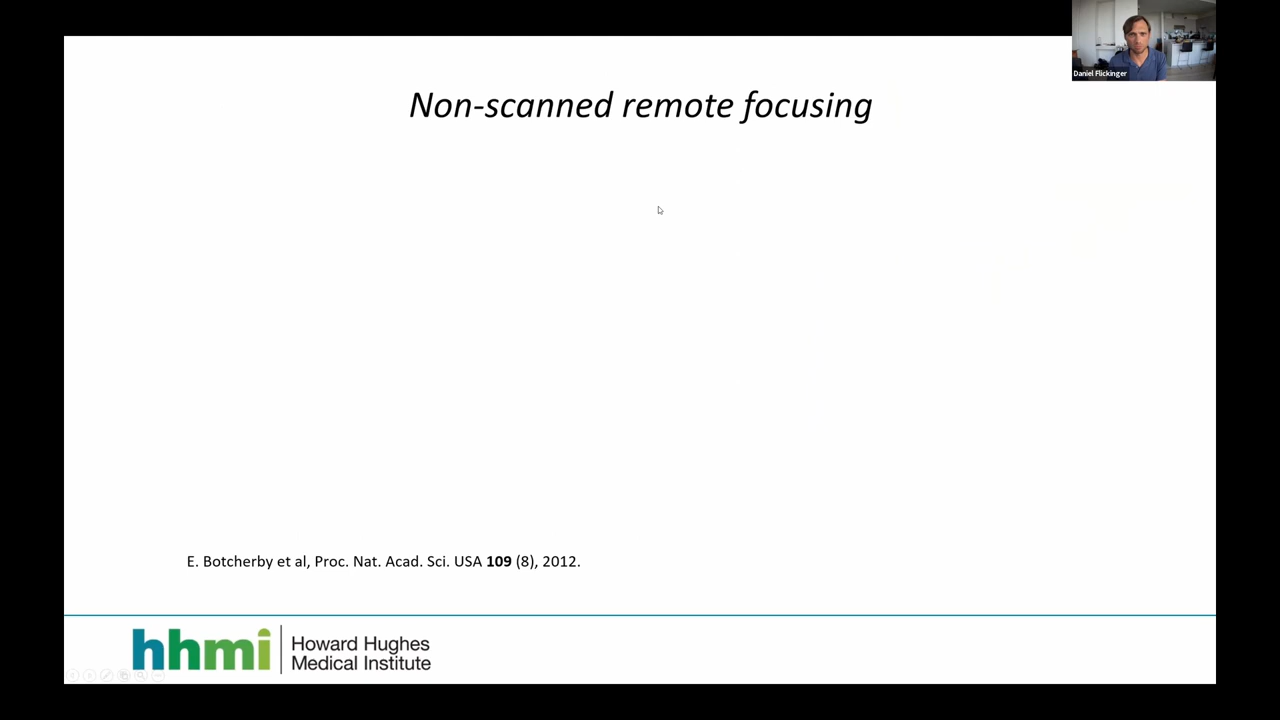 Daniel Flickinger
Non-scanned remote focusing
E. Botcherby et al, Proc. Nat. Acad. Sci. USA 109 (8), 2012.
hhmi
Howard Hughes
Medical Institute